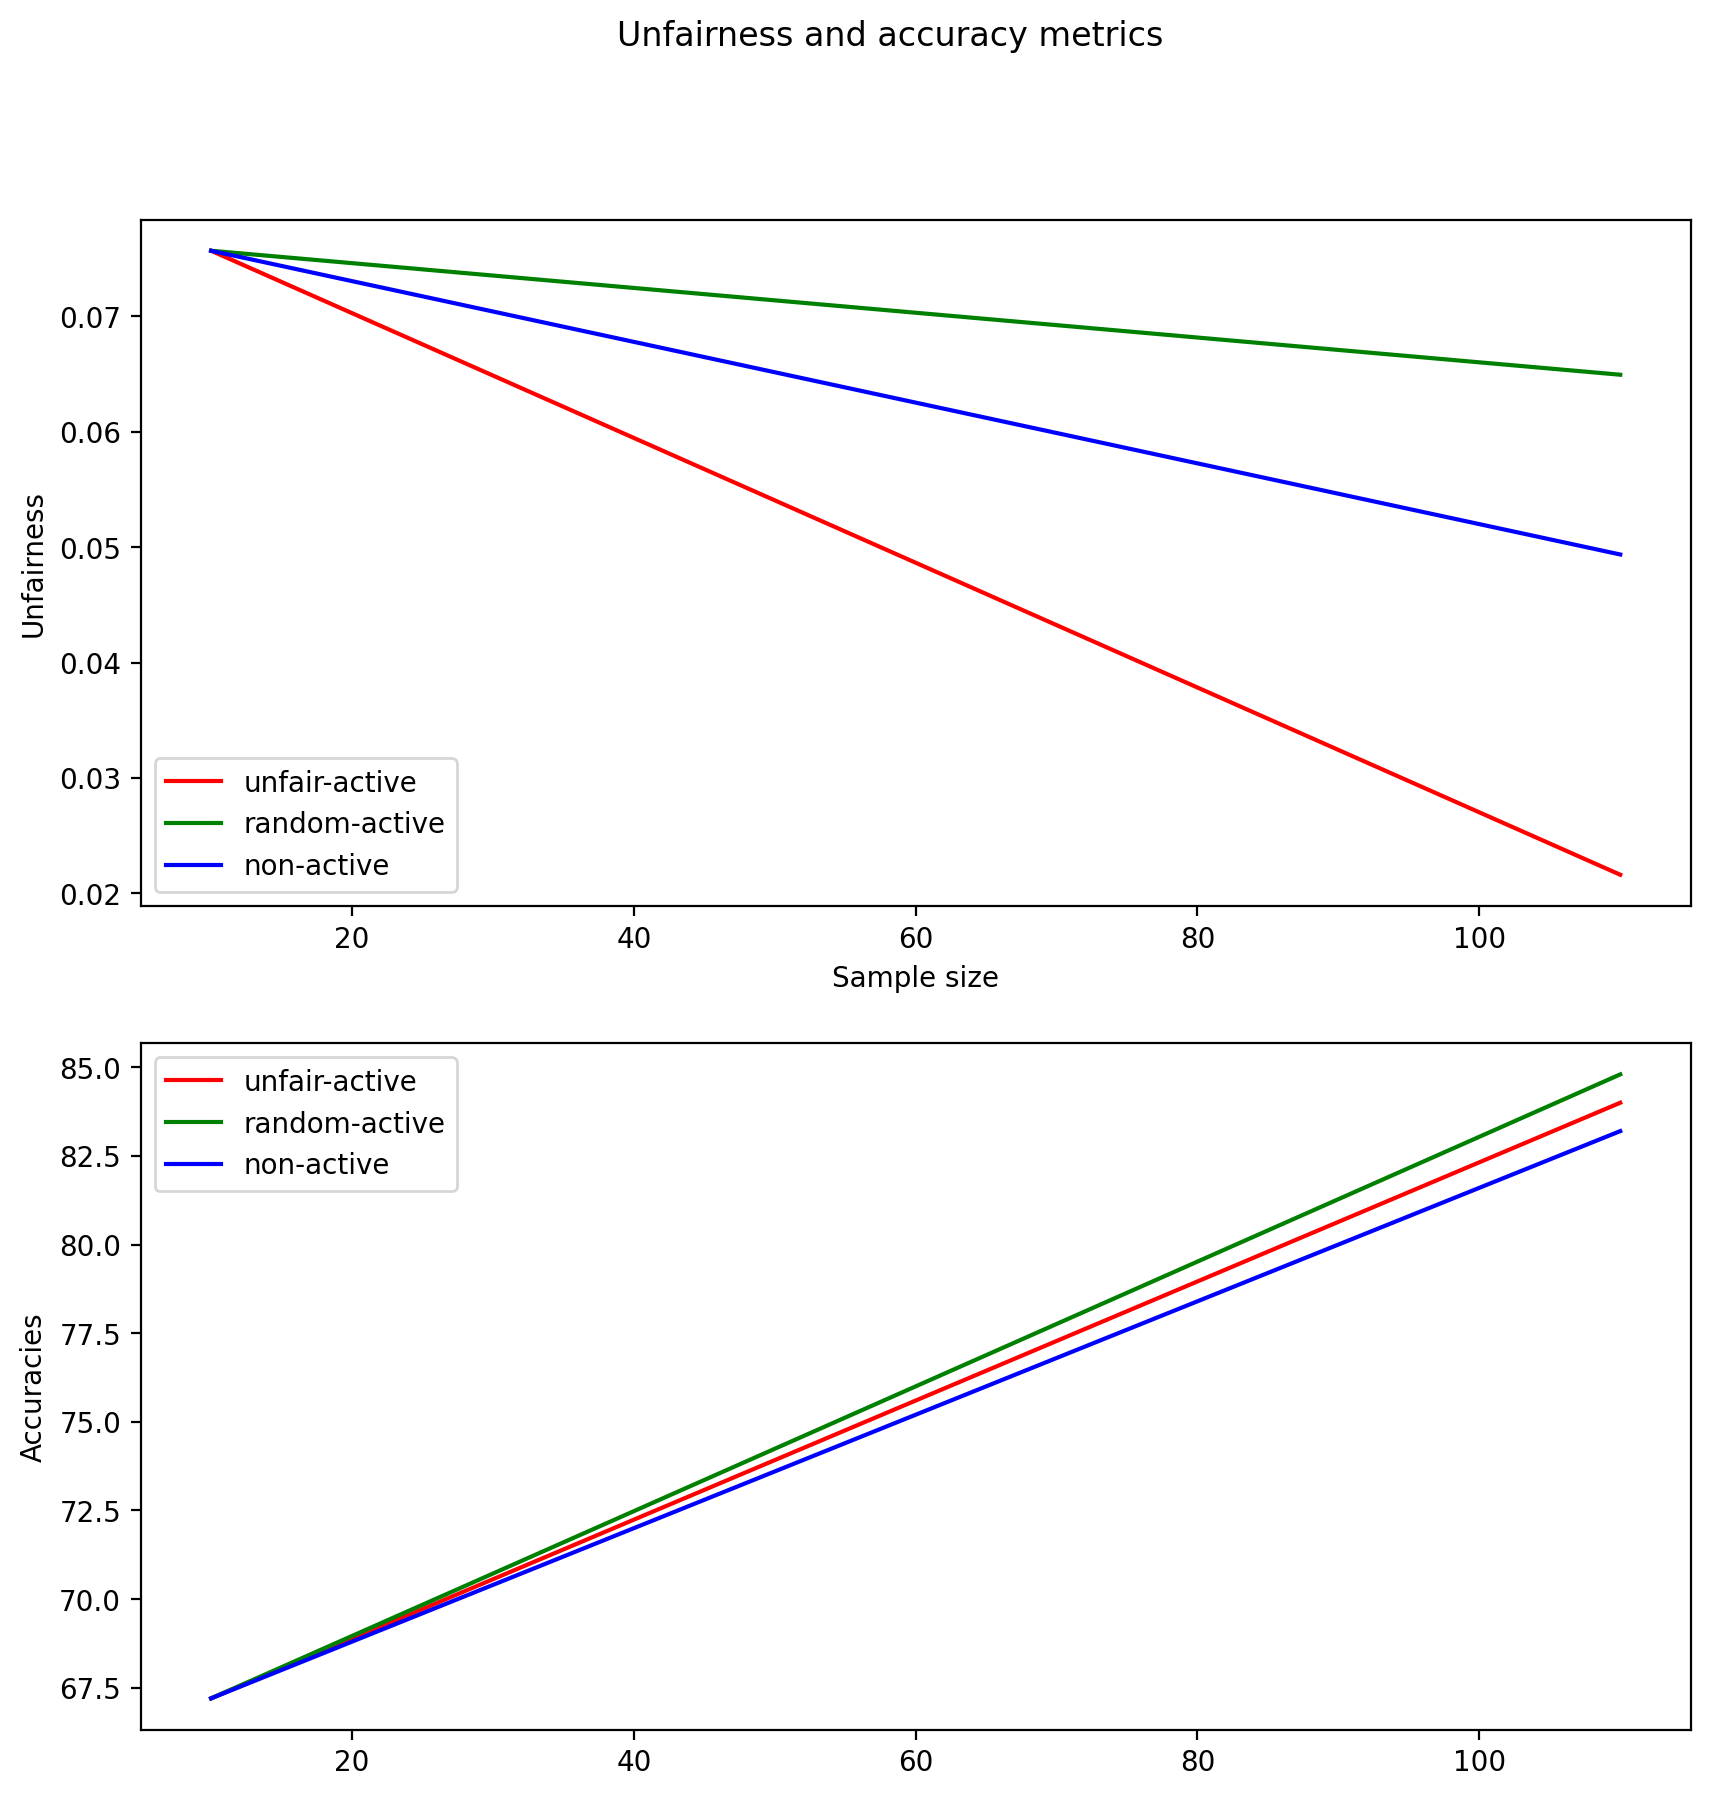 Unfairness and accuracy metrics
0.07
0.06
0.05
0.04
0.03
0.02
Unfairness
unfair-active
random-active
non-active
20 40 60 80 100
Sample size
85.0
82.5
80.0
77.5
75.0
72.5
70.0
67.5
Accuracies
unfair-active
random-active
non-active
20 40 60 80 100